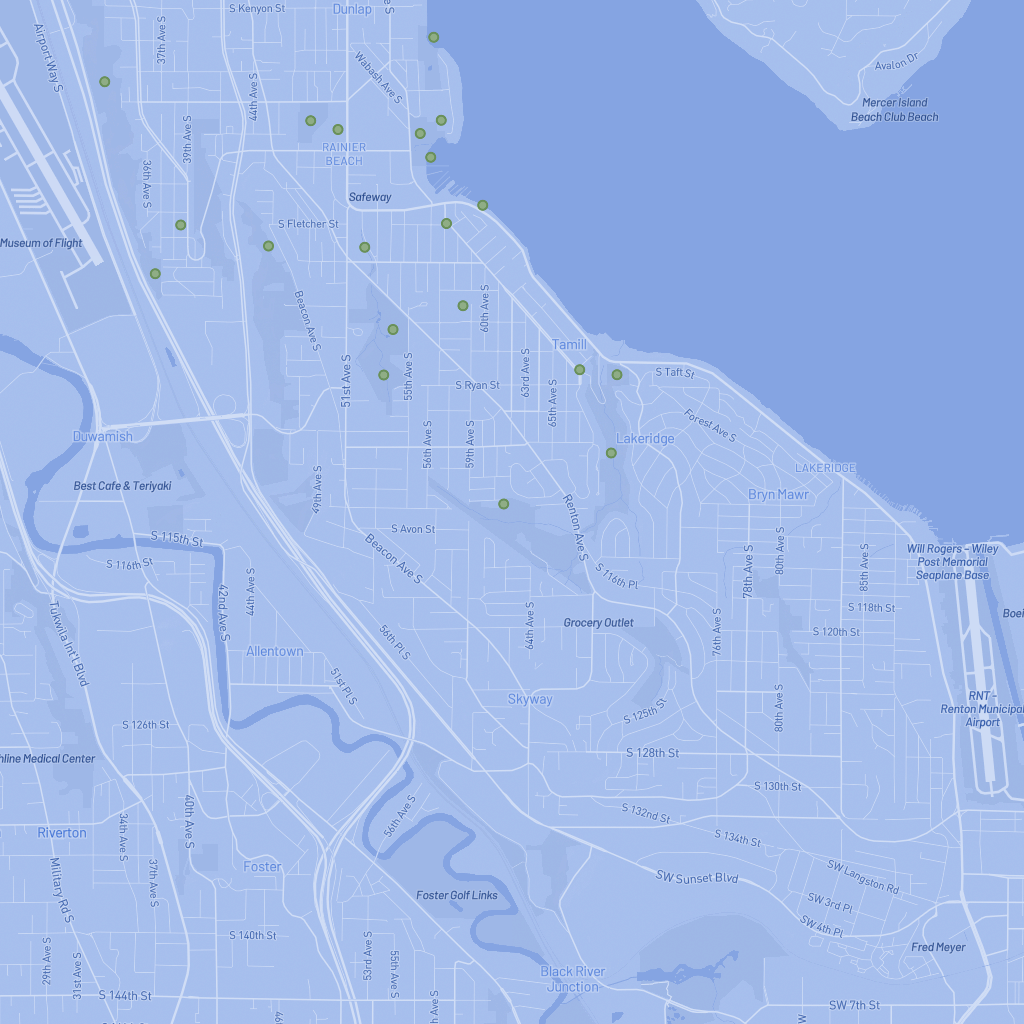 S Kenyon St
Dunlap
37th Ave S
Airport Way S
Wabash Ave S
Avalon Dr
44th Ave S
Mercer Island
Beach Club Beach
39th Ave S
RAINIER
BEACH
36th Ave S
Safeway
S Fletcher St
Museum of Flight
Beacon Ave S
60th Ave S
Tamill
51st Ave S
55th Ave S
63rd Ave S
65th Ave S
S Taft St
S Ryan St
Forest Ave S
Duwamish
56th Ave S
59th Ave S
Lakeridge
LAKERIDGE
Best Cafe & Teriyaki
49th Ave S
Bryn Mawr
Renton Ave S
S Avon St
S 115th St
Beacon Ave S
S 116th St
78th Ave S
80th Ave S
85th Ave S
Will Rogers - Wiley
Post Memorial
Seaplane Base
S 116th Pl
42nd Ave S
44th Ave S
Tukwila Int'l Blvd
64th Ave S
Grocery Outlet
76th Ave S
S 118th St
Boei
S 120th St
56th Pl S
Allentown
51st Pl S
Skyway
80th Ave S
RNT -
Renton Municipal
Airport
S 125th St
S 126th St
S 128th St
hline Medical Center
S 130th St
40th Ave S
56th Ave S
S 132nd St
Riverton
34th Ave S
S 134th St
Foster
37th Ave S
Military Rd S
SW Sunset Blvd
SW Langston Rd
Foster Golf Links
SW 3rd Pl
SW 4th Pl
S 140th St
29th Ave S
31st Ave S
53rd Ave S
55th Ave S
Fred Meyer
Black River
Junction
S 144th St
h Ave S
SW 7th St